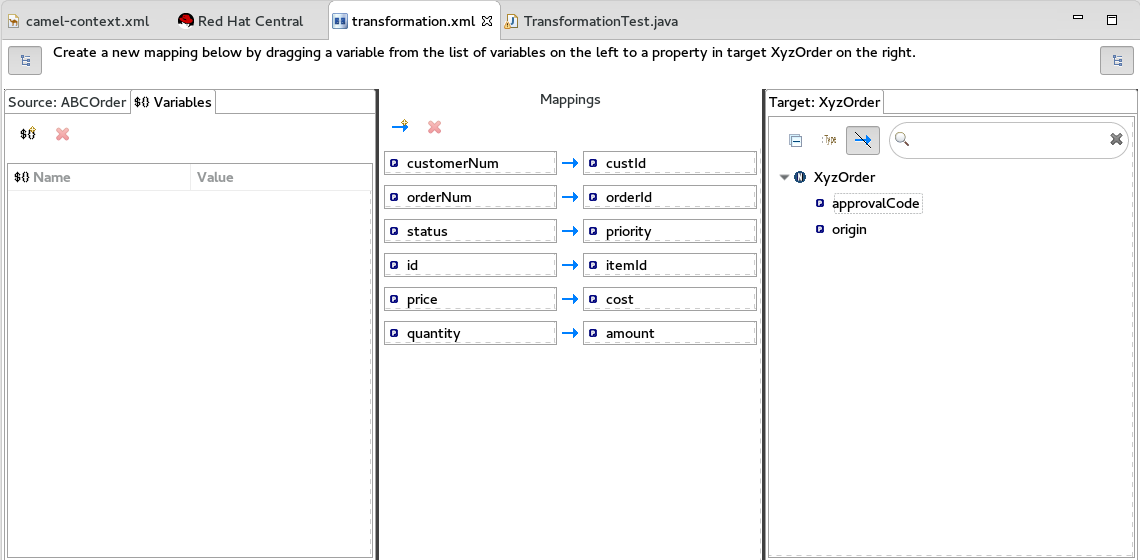 camel-context.xml Red Hat Central transformation.xml TransformationTest.java
Create a new mapping below by dragging a variable from the list of variables on the left to a property in target XyzOrder on the right.
Source: ABCOrder ${} Variables
${}
${} Name Value
Mappings
customerNum custId
orderNum orderId
status priority
id itemId
price cost
quantity amount
Target: XyzOrder
: Type
N XyzOrder
P approvalCode
P origin